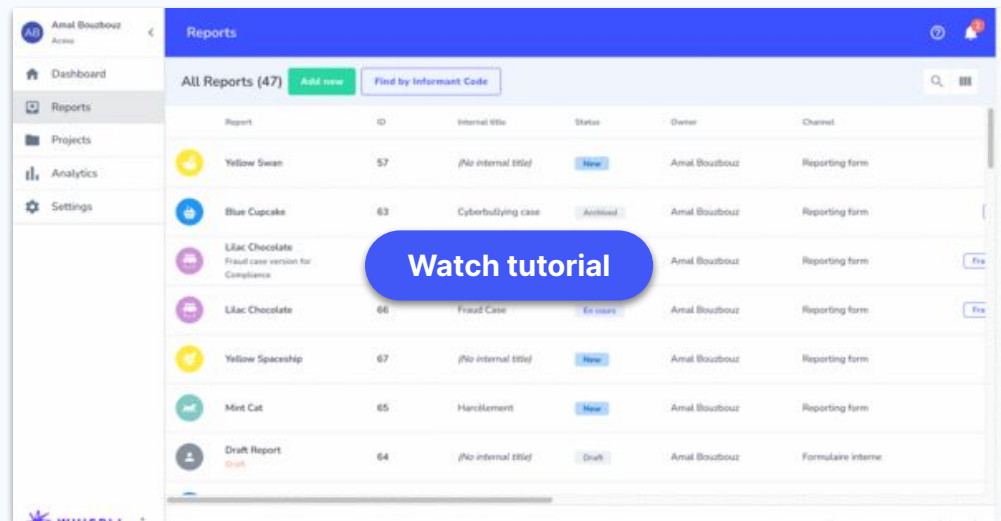 AB
Amal Bouzbouz
Access
Reports
Dashboard
Reports
Projects
Analytics
Settings
All Reports (47)
Add new
Find by Informant Code
Report ID Internal title Status Owner Channel
Yellow Swan 57 (No internal title) New Amal Bouzbouz Reporting form
Blue Cupcake 63 Cyberbullying case Archived Amal Bouzbouz Reporting form
Lilac Chocolate
Fraud case version for
Compliance
Amal Bouzbouz Reporting form Fra
Watch tutorial
Lilac Chocolate 66 Fraud Case En cours Amal Bouzbouz Reporting form Fra
Yellow Spaceship 67 (No internal title) New Amal Bouzbouz Reporting form
Mint Cat 65 Harcèlement New Amal Bouzbouz Reporting form
Draft Report
Draft
64 (No internal title) Draft Amal Bouzbouz Formulaire interne